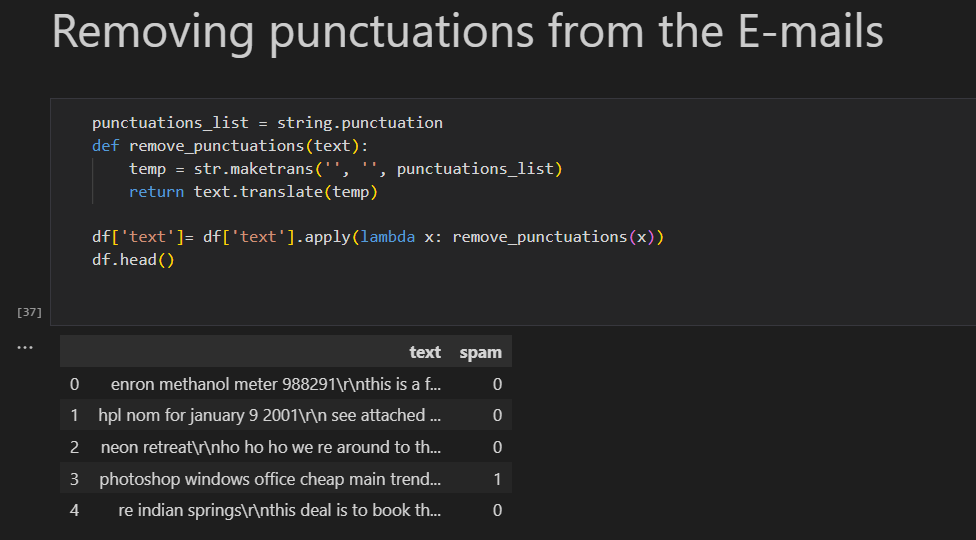 Removing punctuations from the E-mails
punctuations_list = string.punctuation
def remove_punctuations(text):
    temp = str.maketrans('', '', punctuations_list)
    return text.translate(temp)
df['text']= df['text'].apply(lambda x: remove_punctuations(x))
df.head()
[37]
...
text spam
0 enron methanol meter 988291\r\nthis is a f... 0
1 hpl nom for january 9 2001\r\n see attached ... 0
2 neon retreat\r\nho ho ho we re around to th... 0
3 photoshop windows office cheap main trend... 1
4 re indian springs\r\nthis deal is to book th... 0